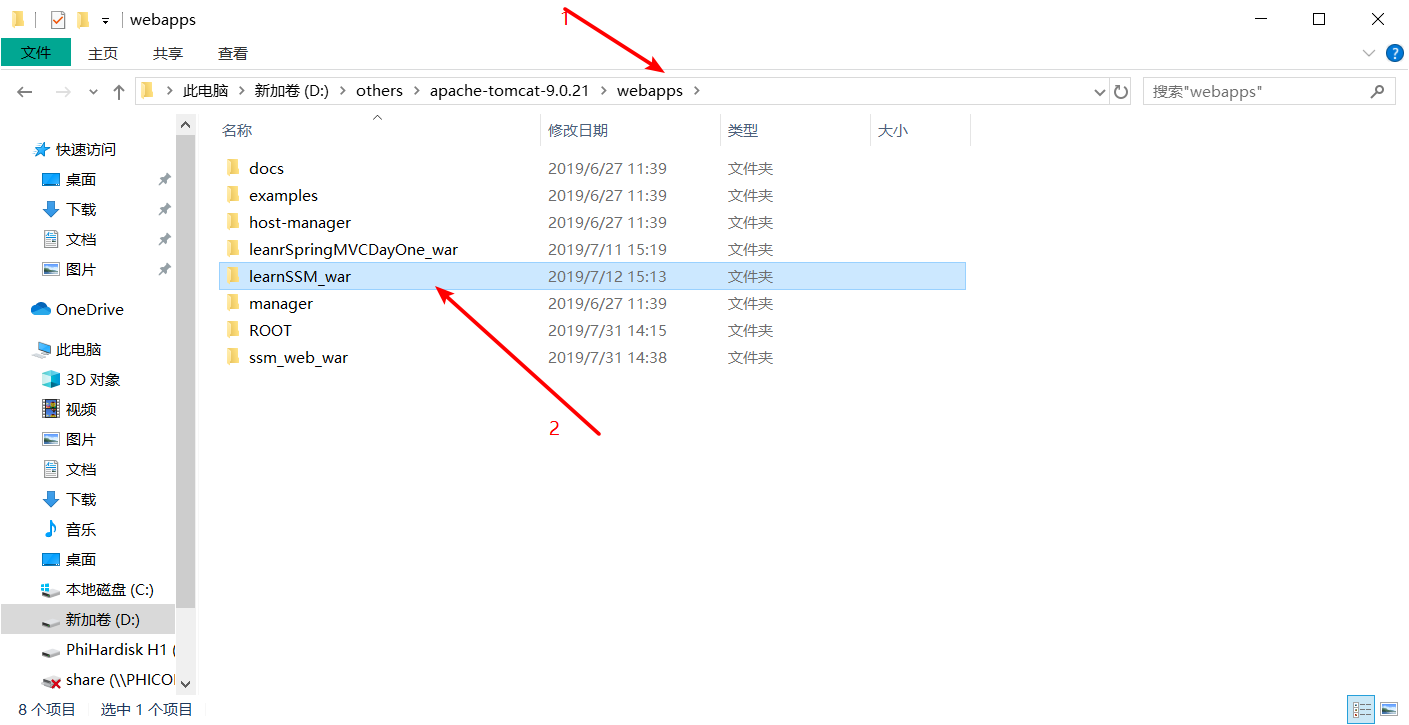 webapps
1
文件 主页 共享 查看
此电脑 新加卷 (D:) others apache-tomcat-9.0.21 webapps
搜索"webapps"
名称 修改日期 类型 大小
docs 2019/6/27 11:39 文件夹
examples 2019/6/27 11:39 文件夹
host-manager 2019/6/27 11:39 文件夹
leanrSpringMVCDayOne_war 2019/7/11 15:19 文件夹
learnSSM_war 2019/7/12 15:13 文件夹
manager 2019/6/27 11:39 文件夹
ROOT 2019/7/31 14:15 文件夹
ssm_web_war 2019/7/31 14:38 文件夹
2
快速访问
桌面
下载
文档
图片
OneDrive
此电脑
3D 对象
视频
图片
文档
下载
音乐
桌面
本地磁盘 (C:)
新加卷 (D:)
PhiHardisk H1 (
share (\\PHICO
8 个项目 选中 1 个项目